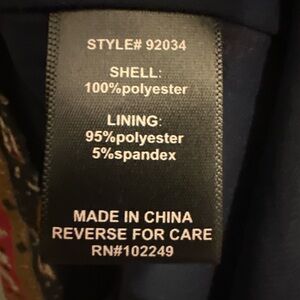 STYLE# 92034
SHELL:
100%polyester
LINING:
95%polyester
5%spandex
MADE IN CHINA
REVERSE FOR CARE
RN#102249